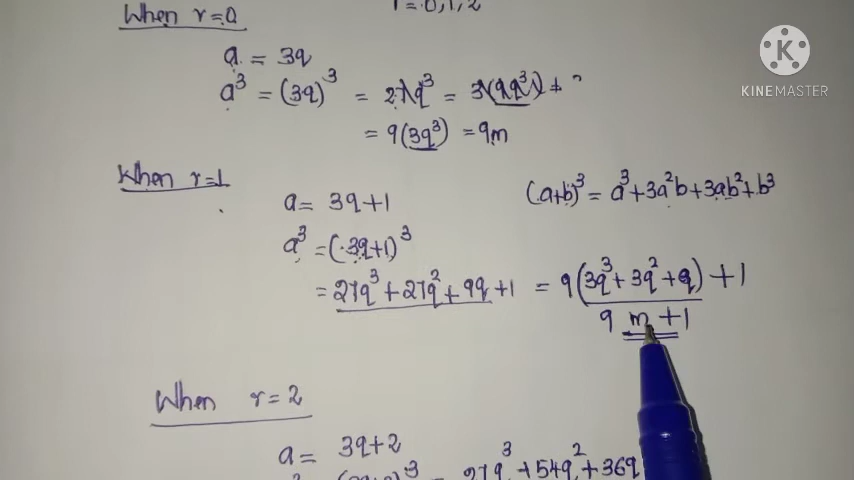 r = 0,1,2
When r=0
a = 3q
a³ = (3q)³ = 27q³ = 3(9q³) +
= 9(3q³) = 9m
When r=1
a = 3q+1
(a+b)³ = a³+3a²b+3ab²+b³
a³ = (3q+1)³
= 27q³ + 27q² + 9q + 1 = 9(3q³+3q²+q) + 1
9 m + 1
When r=2
a = 3q+2
27q³ + 54q² + 36q
K
KINEMASTER